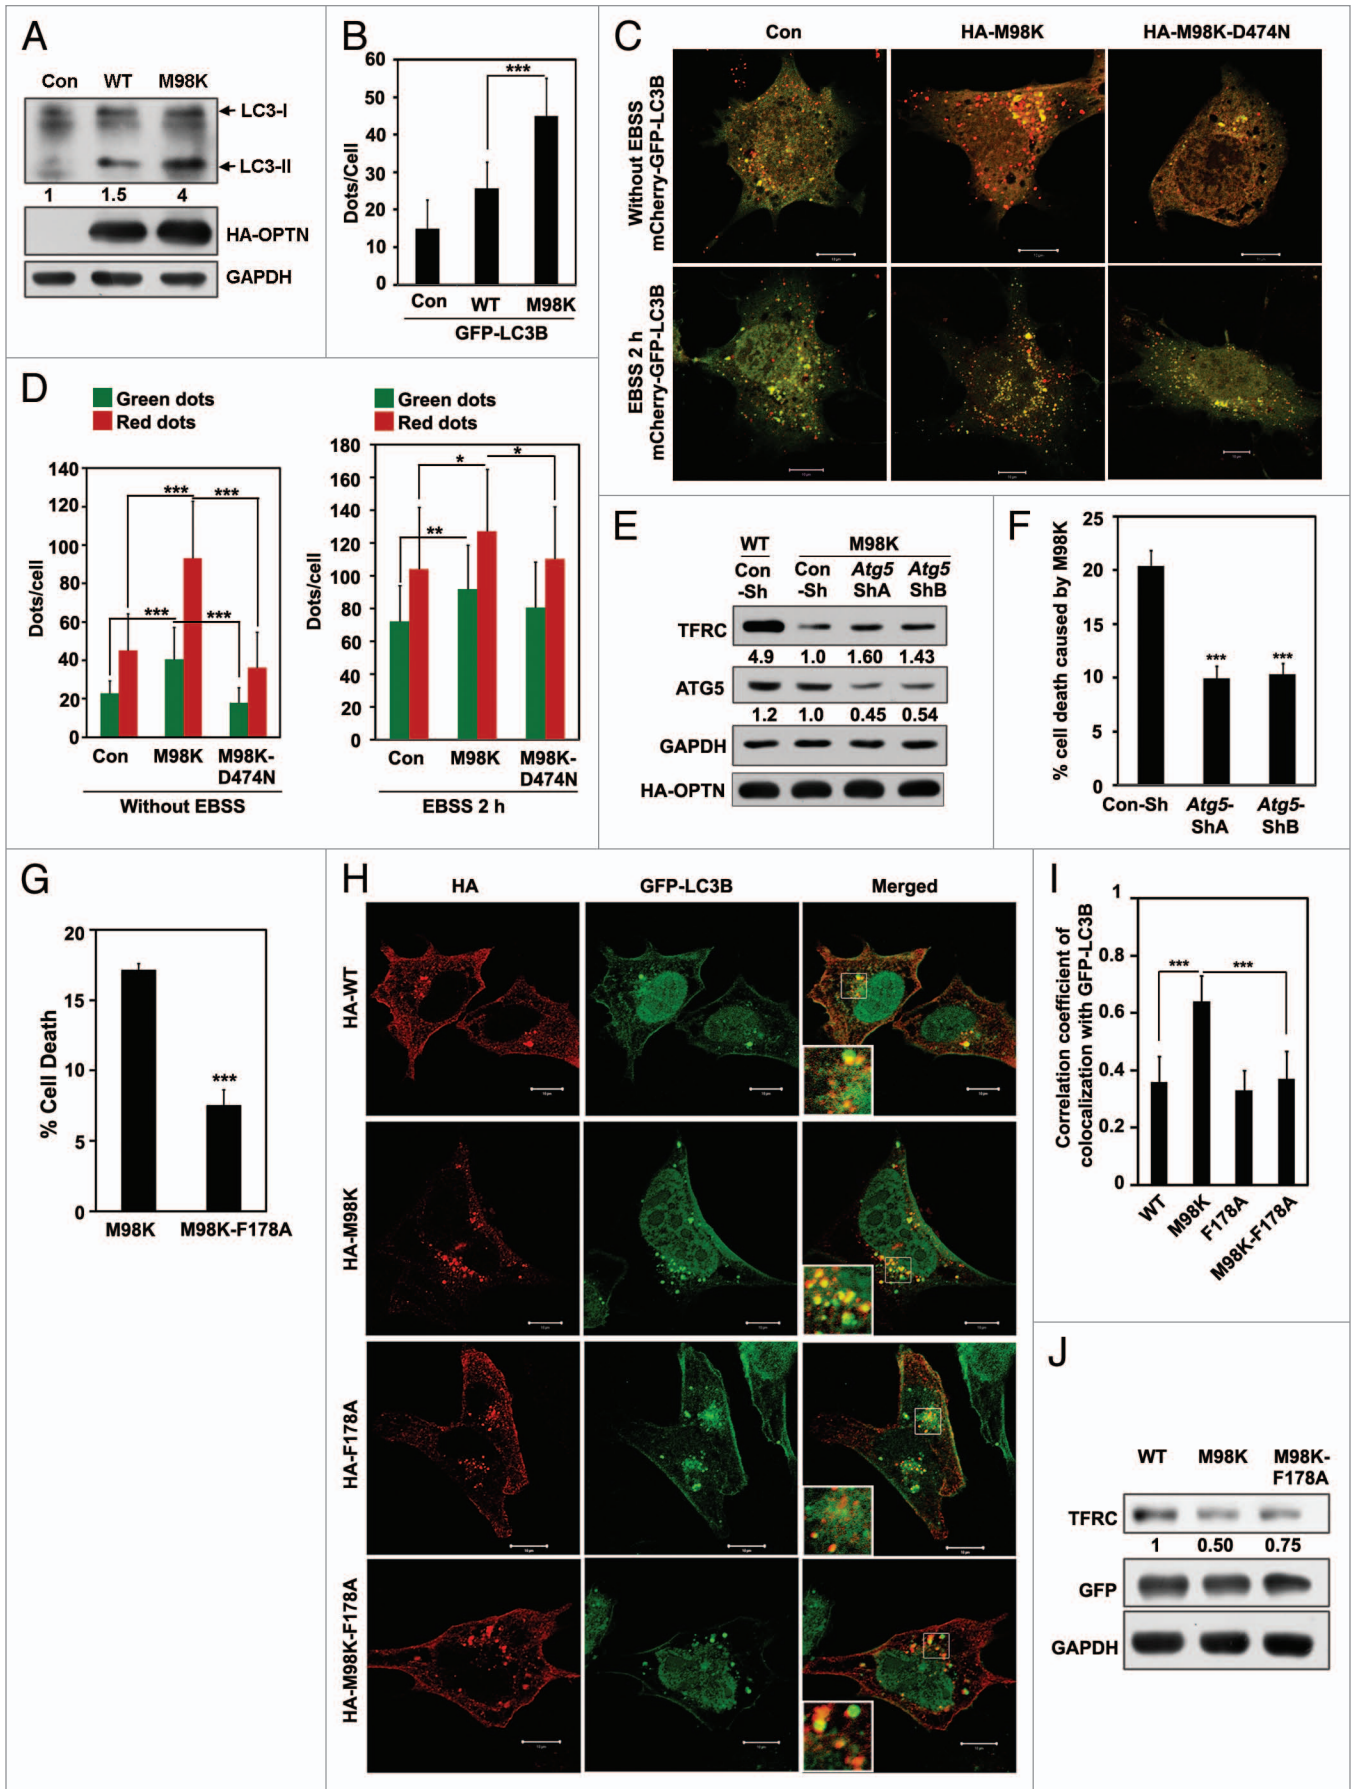 A
Con WT M98K
LC3-I
LC3-II
1 1.5 4
HA-OPTN
GAPDH
B
Dots/Cell
60
50
40
30
20
10
0
***
Con WT M98K
GFP-LC3B
C
Con HA-M98K HA-M98K-D474N
Without EBSS
mCherry-GFP-LC3B
EBSS 2 h
mCherry-GFP-LC3B
D
Green dots
Red dots
Dots/cell
140
120
100
80
60
40
20
0
*** ***
*** ***
Con M98K M98K-
D474N
Without EBSS
Green dots
Red dots
Dots/cell
180
160
140
120
100
80
60
40
20
0
* *
**
Con M98K M98K-
D474N
EBSS 2 h
E
WT M98K
Con Con Atg5 Atg5
-Sh -Sh ShA ShB
TFRC
4.9 1.0 1.60 1.43
ATG5
1.2 1.0 0.45 0.54
GAPDH
HA-OPTN
F
% cell death caused by M98K
25
20
15
10
5
0
*** ***
Con-Sh Atg5- Atg5-
ShA ShB
G
% Cell Death
20
15
10
5
0
***
M98K M98K-F178A
H
HA GFP-LC3B Merged
HA-WT
HA-M98K
HA-F178A
HA-M98K-F178A
I
Correlation coefficient of
colocalization with GFP-LC3B
1
0.8
0.6
0.4
0.2
0
*** ***
WT M98K F178A M98K-F178A
J
WT M98K M98K-
F178A
TFRC
1 0.50 0.75
GFP
GAPDH